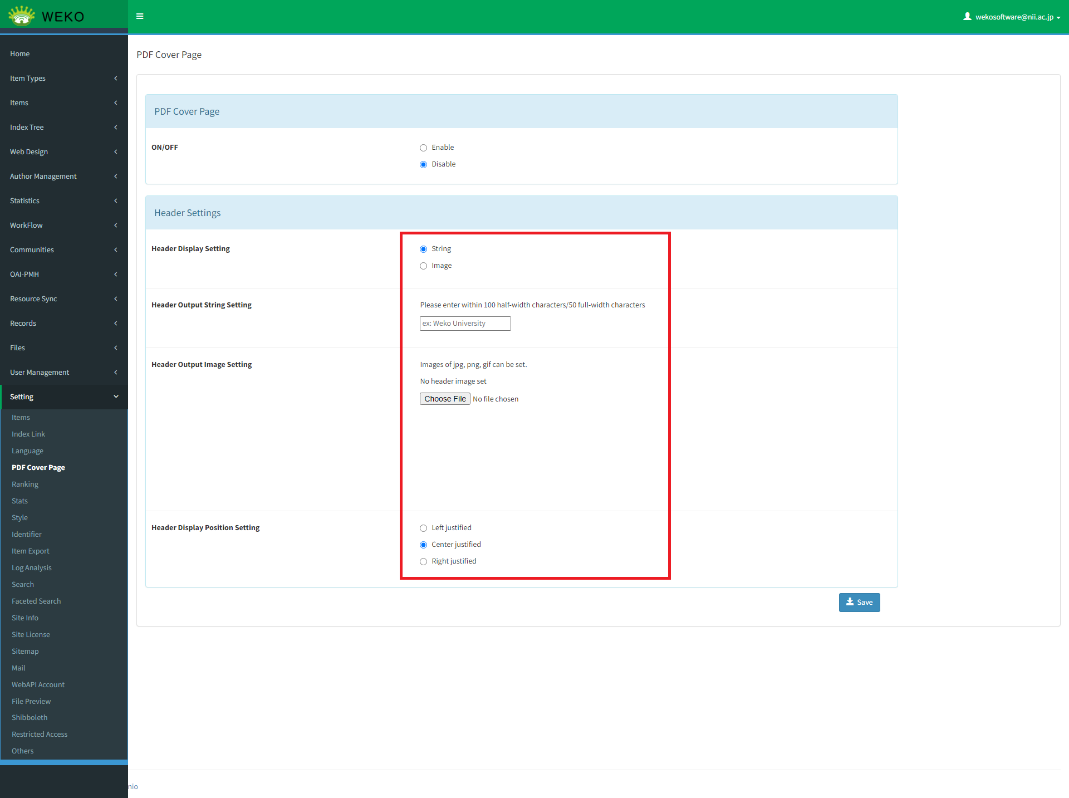 WEKO
wekosoftware@nii.ac.jp
Home
Item Types
Items
Index Tree
Web Design
Author Management
Statistics
WorkFlow
Communities
OAI-PMH
Resource Sync
Records
Files
User Management
Setting
Items
Index Link
Language
PDF Cover Page
Ranking
Stats
Style
Identifier
Item Export
Log Analysis
Search
Faceted Search
Site Info
Site License
Sitemap
Mail
WebAPI Account
File Preview
Shibboleth
Restricted Access
Others
PDF Cover Page
PDF Cover Page
ON/OFF
Enable
Disable
Header Settings
Header Display Setting
String
Image
Header Output String Setting
Please enter within 100 half-width characters/50 full-width characters
ex: Weko University
Header Output Image Setting
Images of jpg, png, gif can be set.
No header image set
Choose File No file chosen
Header Display Position Setting
Left justified
Center justified
Right justified
Save
nio